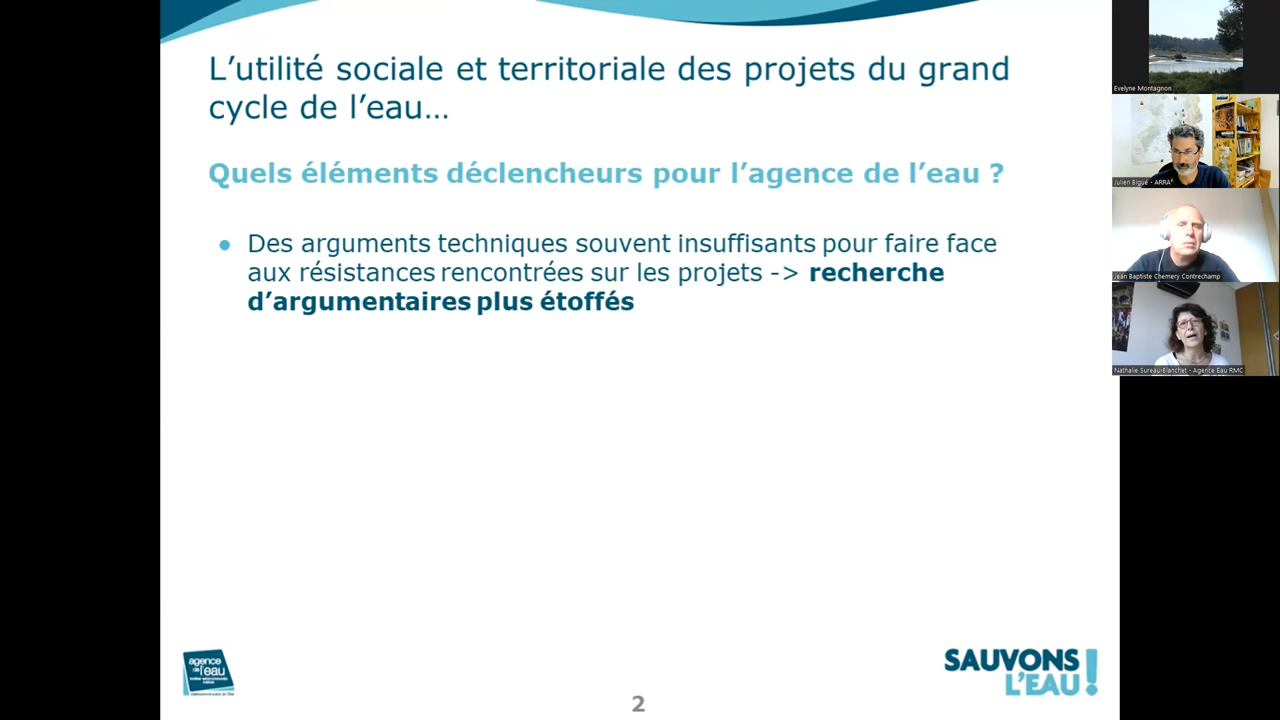 L’utilité sociale et territoriale des projets du grand
cycle de l’eau…
Quels éléments déclencheurs pour l’agence de l’eau ?
● Des arguments techniques souvent insuffisants pour faire face
aux résistances rencontrées sur les projets -> recherche
d’argumentaires plus étoffés
agence
de l'eau
SAUVONS
L'EAU !
2
Evelyne Montagnon
Julien Bigué - ARRA²
Jean Baptiste Chemery Contrechamp
Nathalie Sureau-Blanchet - Agence Eau RMC